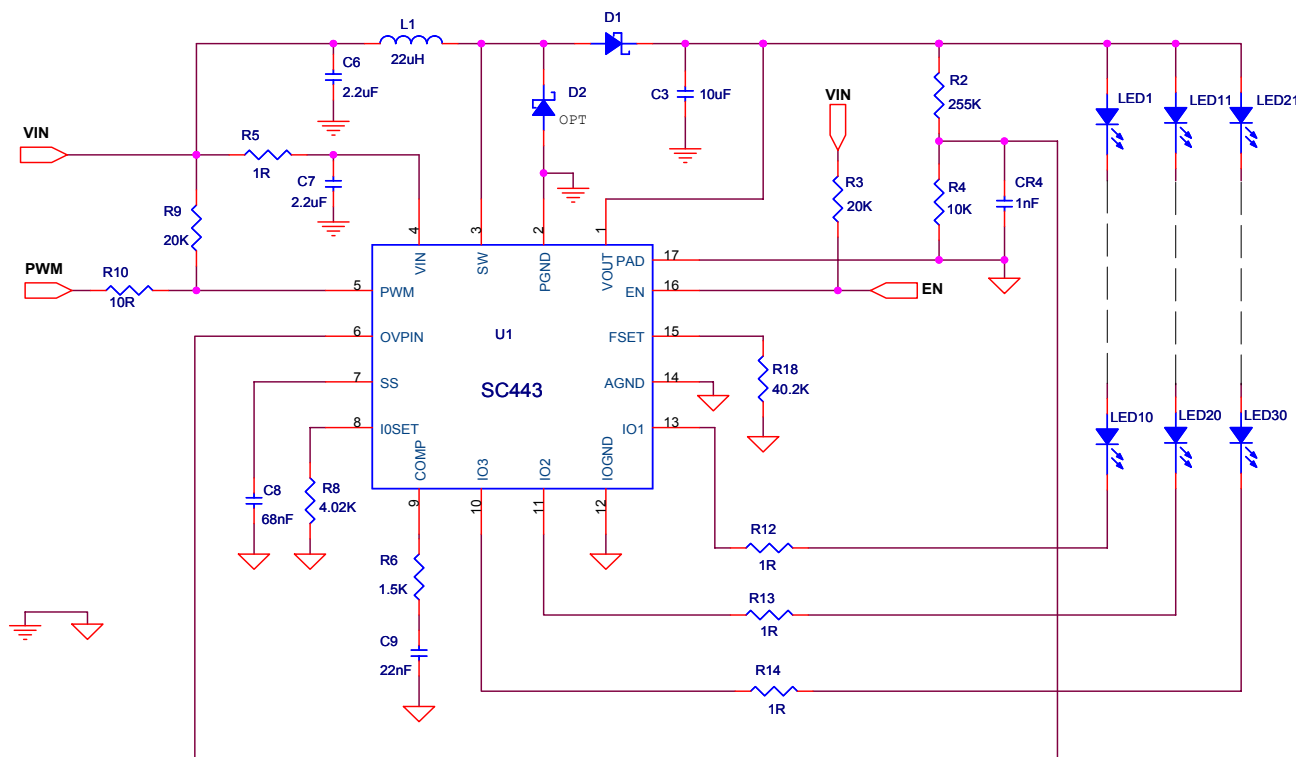 D1
L1
22uH
C6
2.2uF
D2
OPT
C3
10uF
VIN
R2
255K
LED1
LED11
LED21
VIN
R5
1R
C7
2.2uF
R9
20K
R3
20K
R4
10K
CR4
1nF
4
3
2
1
VIN
SW
PGND
VOUT
PAD
17
PWM
R10
10R
5
PWM
EN
16
EN
6
OVPIN
U1
FSET
15
R18
40.2K
7
SS
SC443
AGND
14
8
I0SET
IO1
13
LED10
LED20
LED30
COMP
IO3
IO2
IOGND
9
10
11
12
C8
68nF
R8
4.02K
R12
1R
R6
1.5K
R13
1R
C9
22nF
R14
1R